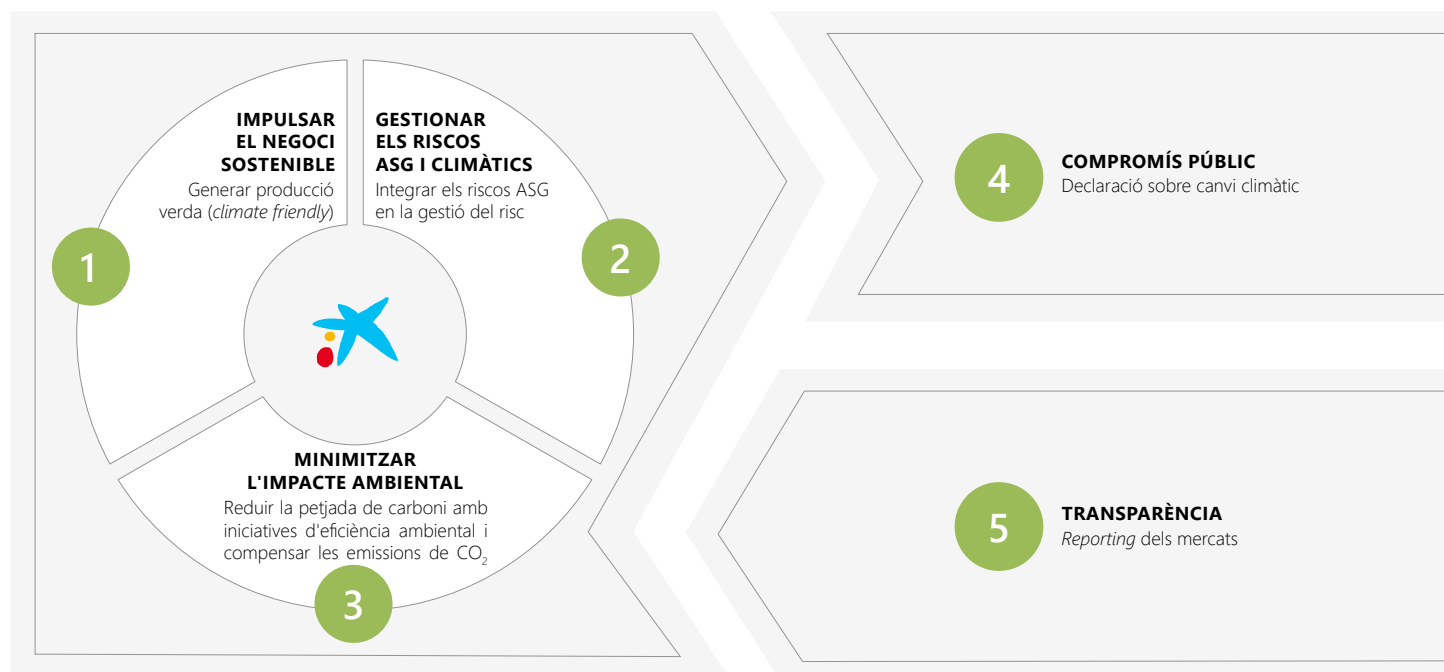 1
IMPULSAR
EL NEGOCI
SOSTENIBLE
Generar producció
verda (climate friendly)
2
GESTIONAR
ELS RISCOS
ASG I CLIMÀTICS
Integrar els riscos ASG
en la gestió del risc
MINIMITZAR
L'IMPACTE AMBIENTAL
Reduir la petjada de carboni amb
iniciatives d'eficiència ambiental i
compensar les emissions de CO₂
3
4
COMPROMÍS PÚBLIC
Declaració sobre canvi climàtic
5
TRANSPARÈNCIA
Reporting dels mercats